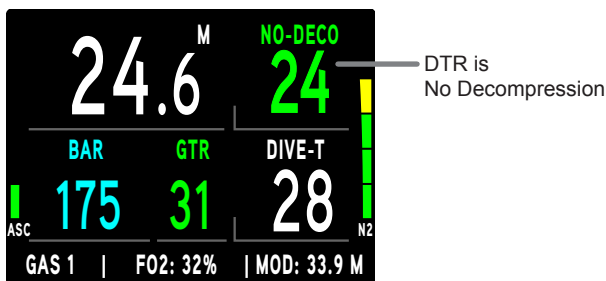 M NO-DECO
24.6 24
DTR is
No Decompression
BAR GTR DIVE-T
175 31 28
ASC N2
GAS 1 | FO2: 32% | MOD: 33.9 M